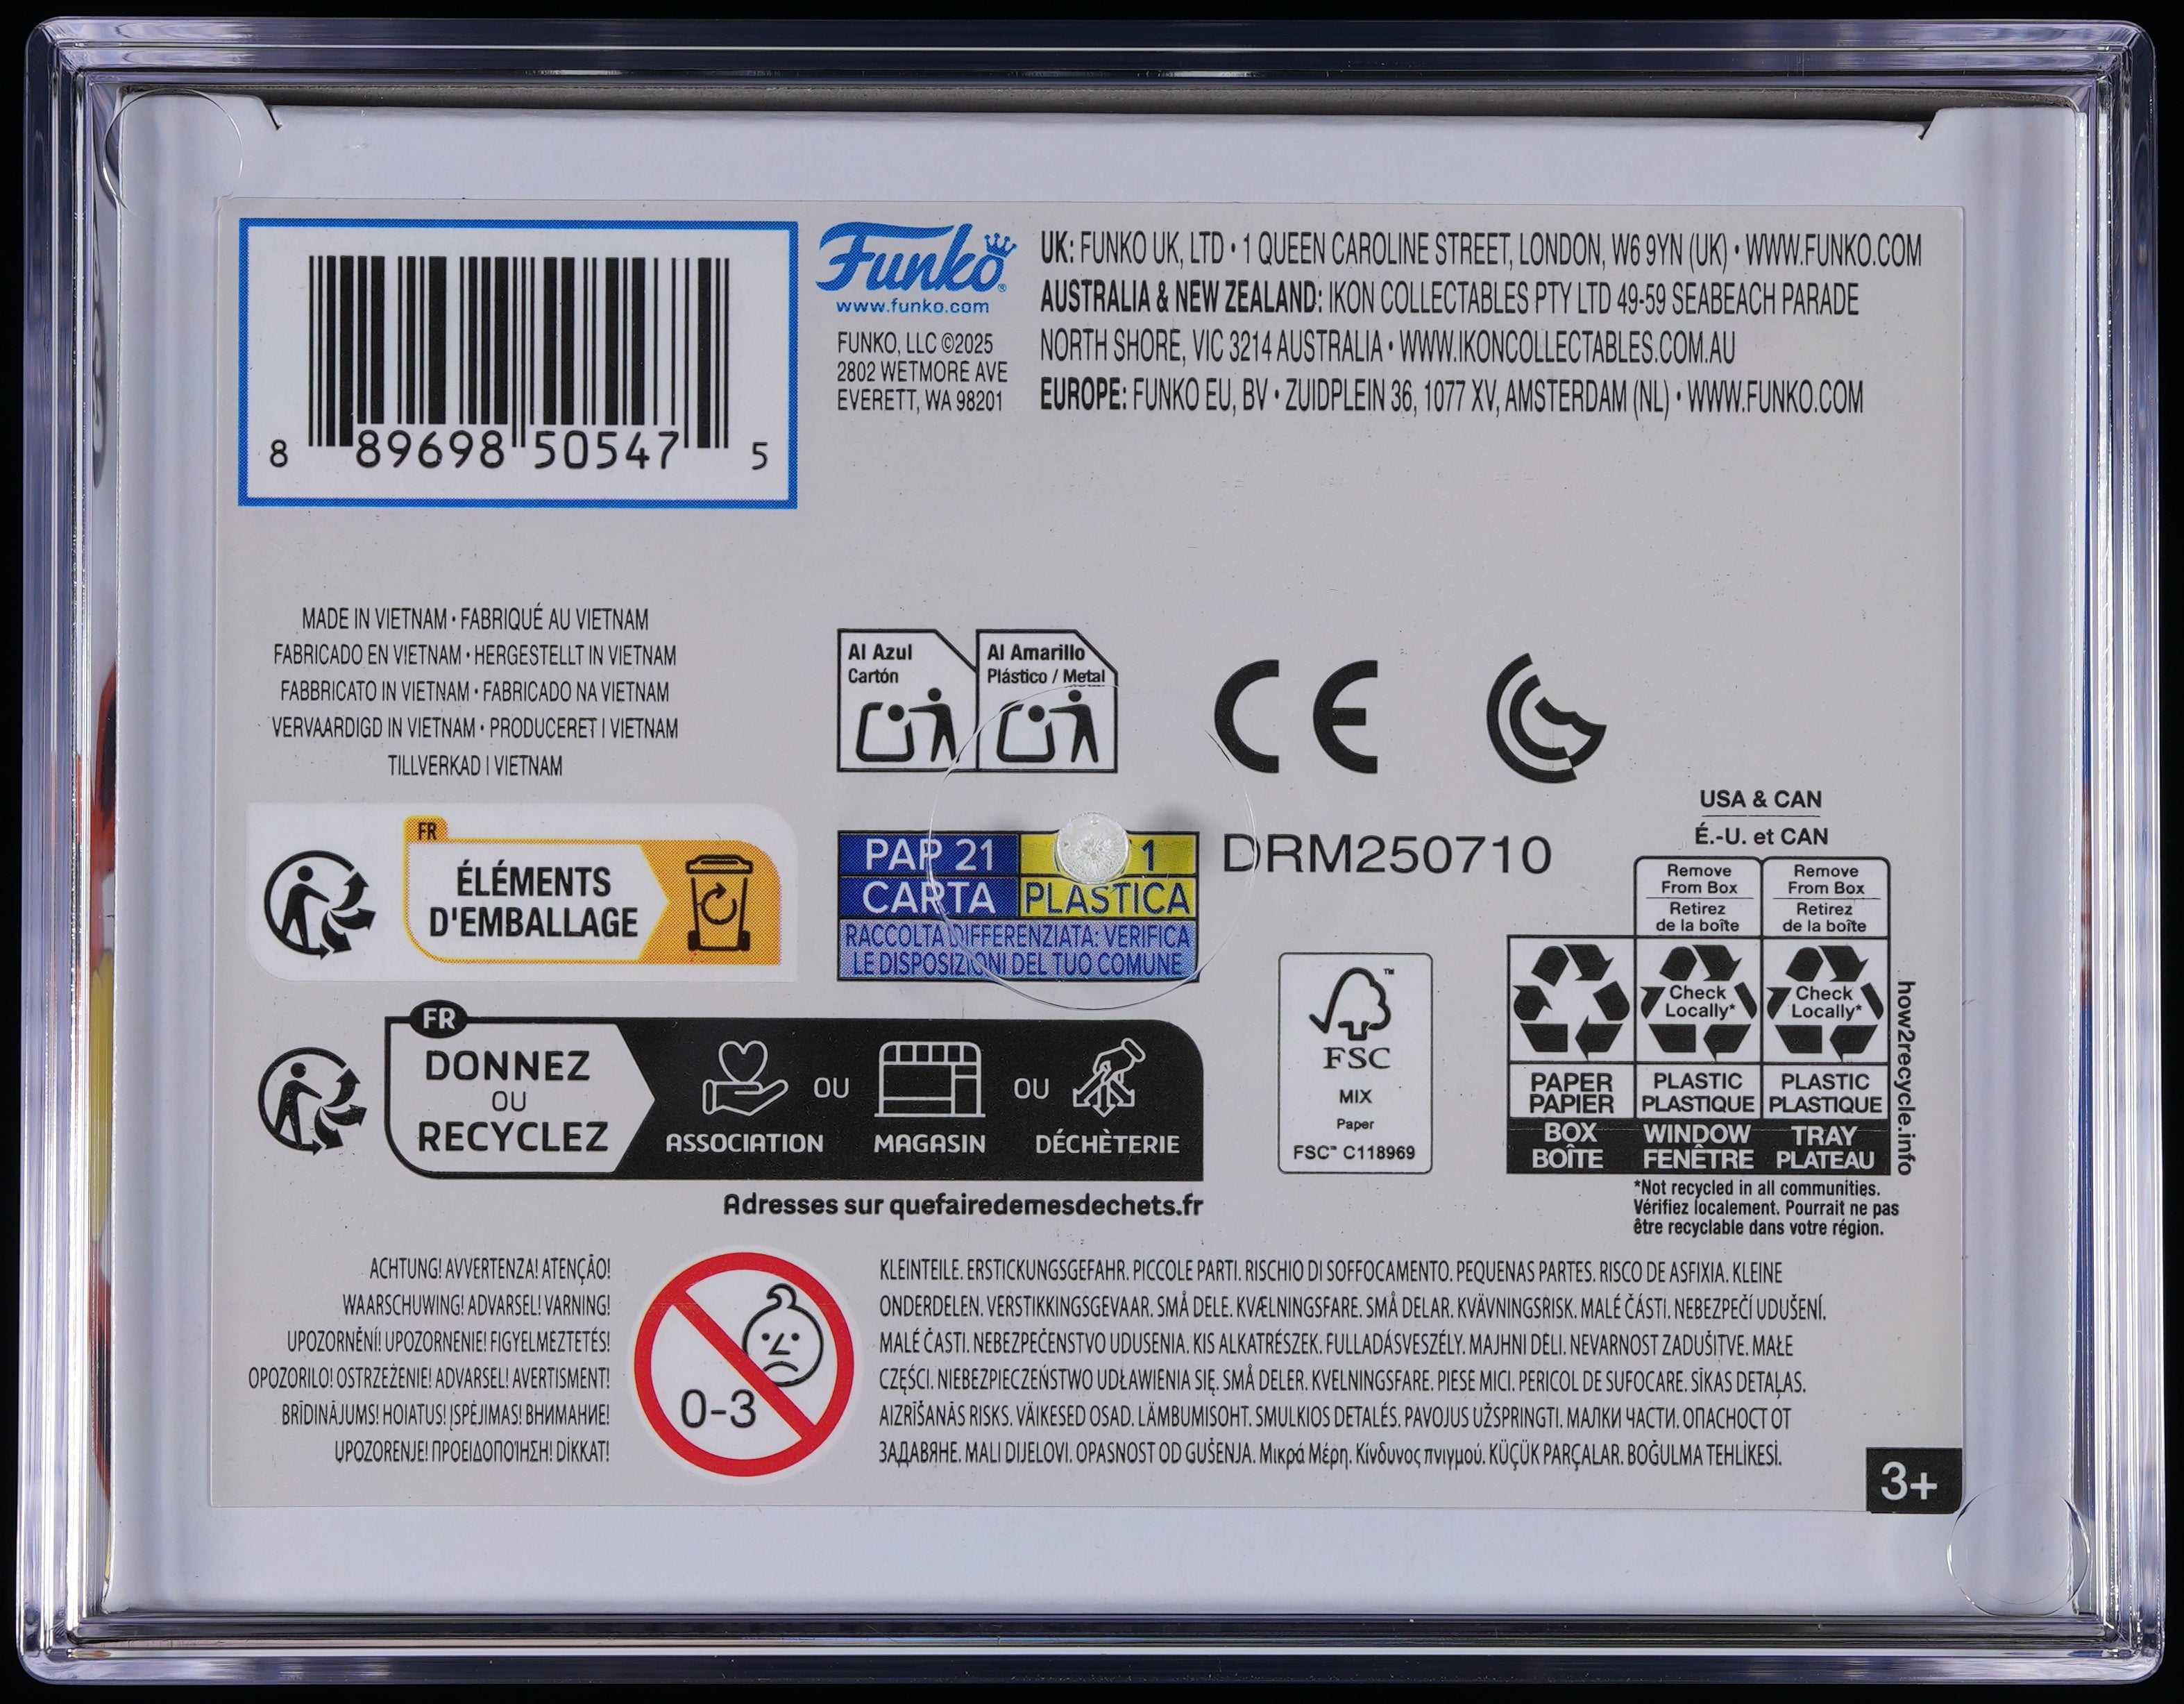 8 89698 50547 5
Funko
www.funko.com
FUNKO, LLC ©2025
2802 WETMORE AVE
EVERETT, WA 98201
UK: FUNKO UK, LTD • 1 QUEEN CAROLINE STREET, LONDON, W6 9YN (UK) • WWW.FUNKO.COM
AUSTRALIA & NEW ZEALAND: IKON COLLECTABLES PTY LTD 49-59 SEABEACH PARADE
NORTH SHORE, VIC 3214 AUSTRALIA • WWW.IKONCOLLECTABLES.COM.AU
EUROPE: FUNKO EU, BV • ZUIDPLEIN 36, 1077 XV, AMSTERDAM (NL) • WWW.FUNKO.COM
MADE IN VIETNAM • FABRIQUÉ AU VIETNAM
FABRICADO EN VIETNAM • HERGESTELLT IN VIETNAM
FABBRICATO IN VIETNAM • FABRICADO NA VIETNAM
VERVAARDIGD IN VIETNAM • PRODUCERET I VIETNAM
TILLVERKAD I VIETNAM
Al Azul
Cartón
Al Amarillo
Plástico / Metal
CE
FR
ÉLÉMENTS
D'EMBALLAGE
PAP 21
1
CARTA
PLASTICA
RACCOLTA DIFFERENZIATA: VERIFICA
LE DISPOSIZIONI DEL TUO COMUNE
DRM250710
USA & CAN
É.-U. et CAN
Remove
From Box
Retirez
de la boîte
Remove
From Box
Retirez
de la boîte
Check
Locally*
Check
Locally*
PAPER
PAPIER
PLASTIC
PLASTIQUE
PLASTIC
PLASTIQUE
BOX
BOÎTE
WINDOW
FENÊTRE
TRAY
PLATEAU
how2recycle.info
*Not recycled in all communities.
Vérifiez localement. Pourrait ne pas
être recyclable dans votre région.
FSC
™
MIX
Paper
FSC™ C118969
FR
DONNEZ
OU
RECYCLEZ
ASSOCIATION
OU
MAGASIN
OU
DÉCHÈTERIE
Adresses sur quefairedemesdechets.fr
ACHTUNG! AVVERTENZA! ATENÇÃO!
WAARSCHUWING! ADVARSEL! VARNING!
UPOZORNĚNÍ! UPOZORNENIE! FIGYELMEZTETÉS!
OPOZORILO! OSTRZEŻENIE! ADVARSEL! AVERTISMENT!
BRĪDINĀJUMS! HOIATUS! ĮSPĖJIMAS! ВНИМАНИЕ!
UPOZORENJE! ΠΡΟΕΙΔΟΠΟΊΗΣΗ! DİKKAT!
0-3
KLEINTEILE. ERSTICKUNGSGEFAHR. PICCOLE PARTI. RISCHIO DI SOFFOCAMENTO. PEQUENAS PARTES. RISCO DE ASFIXIA. KLEINE
ONDERDELEN. VERSTIKKINGSGEVAAR. SMÅ DELE. KVÆLNINGSFARE. SMÅ DELAR. KVÄVNINGSRISK. MALÉ ČÁSTI. NEBEZPEČÍ UDUŠENÍ.
MALÉ ČASTI. NEBEZPEČENSTVO UDUSENIA. KIS ALKATRÉSZEK. FULLADÁSVESZÉLY. MAJHNI DELI. NEVARNOST ZADUŠITVE. MAŁE
CZĘŚCI. NIEBEZPIECZEŃSTWO UDŁAWIENIA SIĘ. SMÅ DELER. KVELNINGSFARE. PIESE MICI. PERICOL DE SUFOCARE. SĪKAS DETAĻAS.
AIZRĪŠANĀS RISKS. VÄIKESED OSAD. LÄMBUMISOHT. SMULKIOS DETALĖS. PAVOJUS UŽSPRINGTI. МАЛКИ ЧАСТИ. ОПАСНОСТ ОТ
ЗАДАВЯНЕ. MALI DIJELOVI. OPASNOST OD GUŠENJA. Μικρά Μέρη. Κίνδυνος πνιγμού. KÜÇÜK PARÇALAR. BOĞULMA TEHLİKESİ.
3+